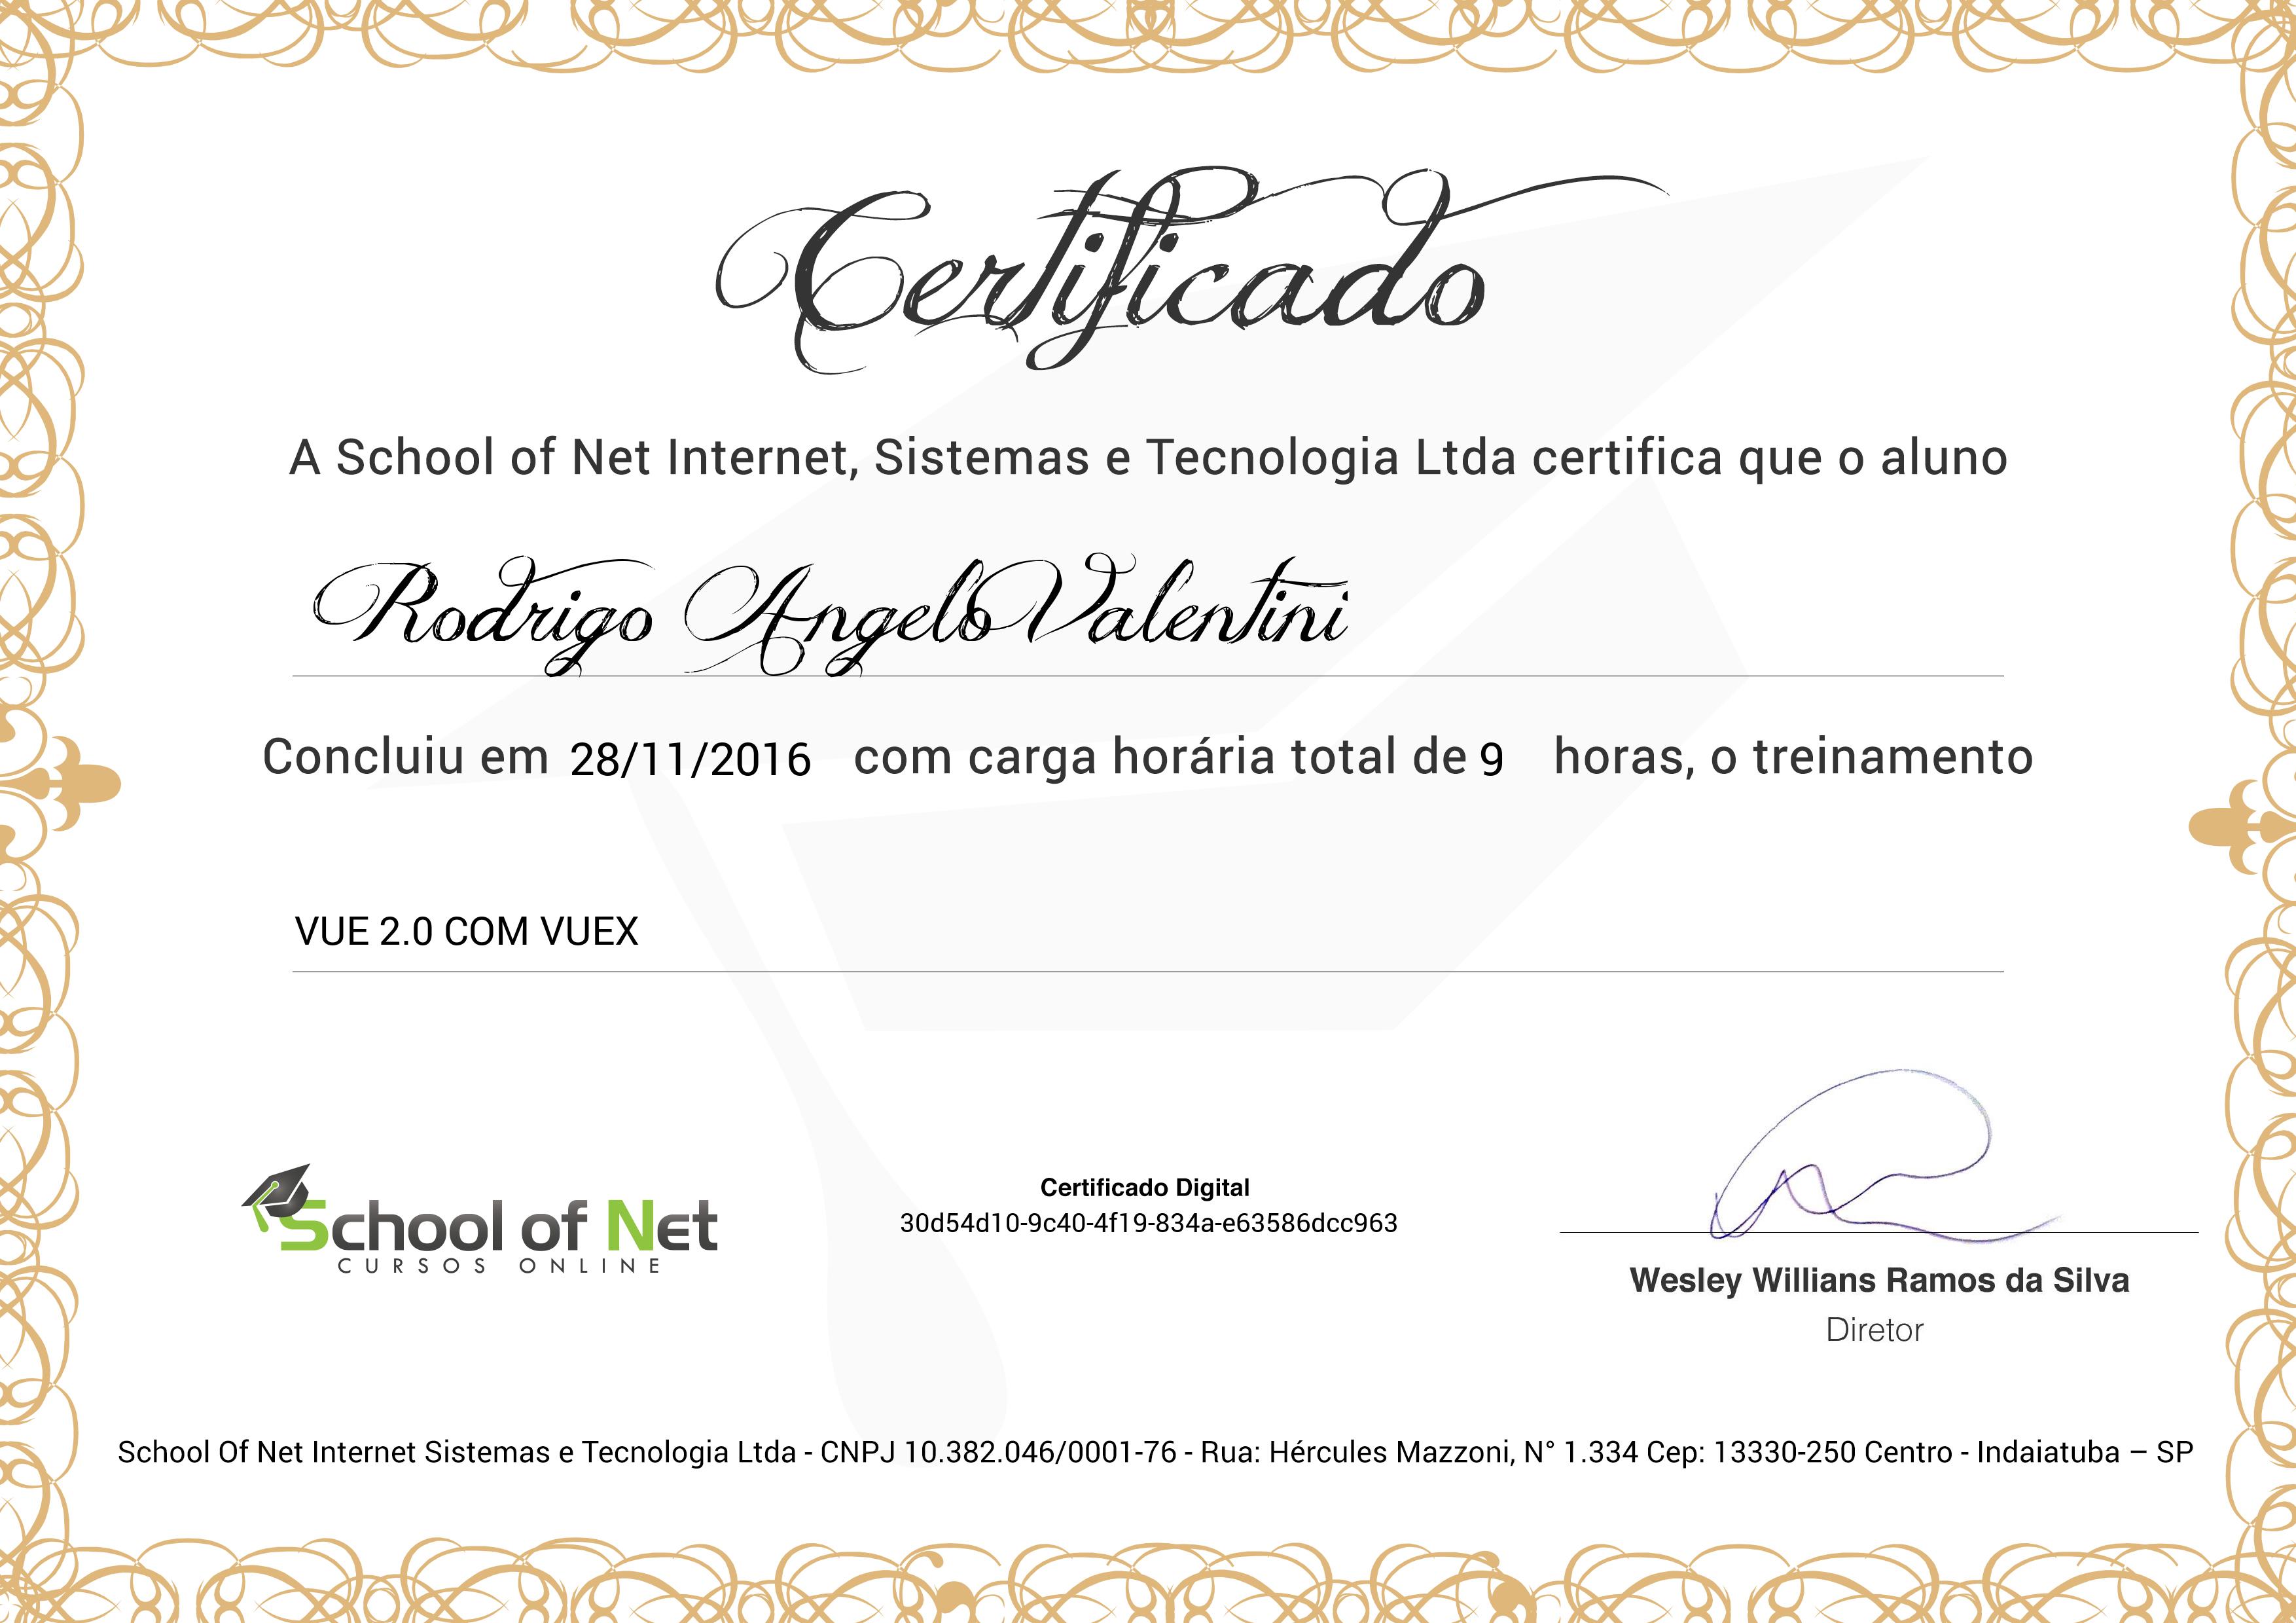 Certificado
A School of Net Internet, Sistemas e Tecnologia Ltda certifica que o aluno
Rodrigo Angelo Valentini
Concluiu em 28/11/2016 com carga horária total de 9 horas, o treinamento
VUE 2.0 COM VUEX
School of Net
CURSOS ONLINE
Certificado Digital
30d54d10-9c40-4f19-834a-e63586dcc963
Wesley Willians Ramos da Silva
Diretor
School Of Net Internet Sistemas e Tecnologia Ltda - CNPJ 10.382.046/0001-76 - Rua: Hércules Mazzoni, N° 1.334 Cep: 13330-250 Centro - Indaiatuba – SP